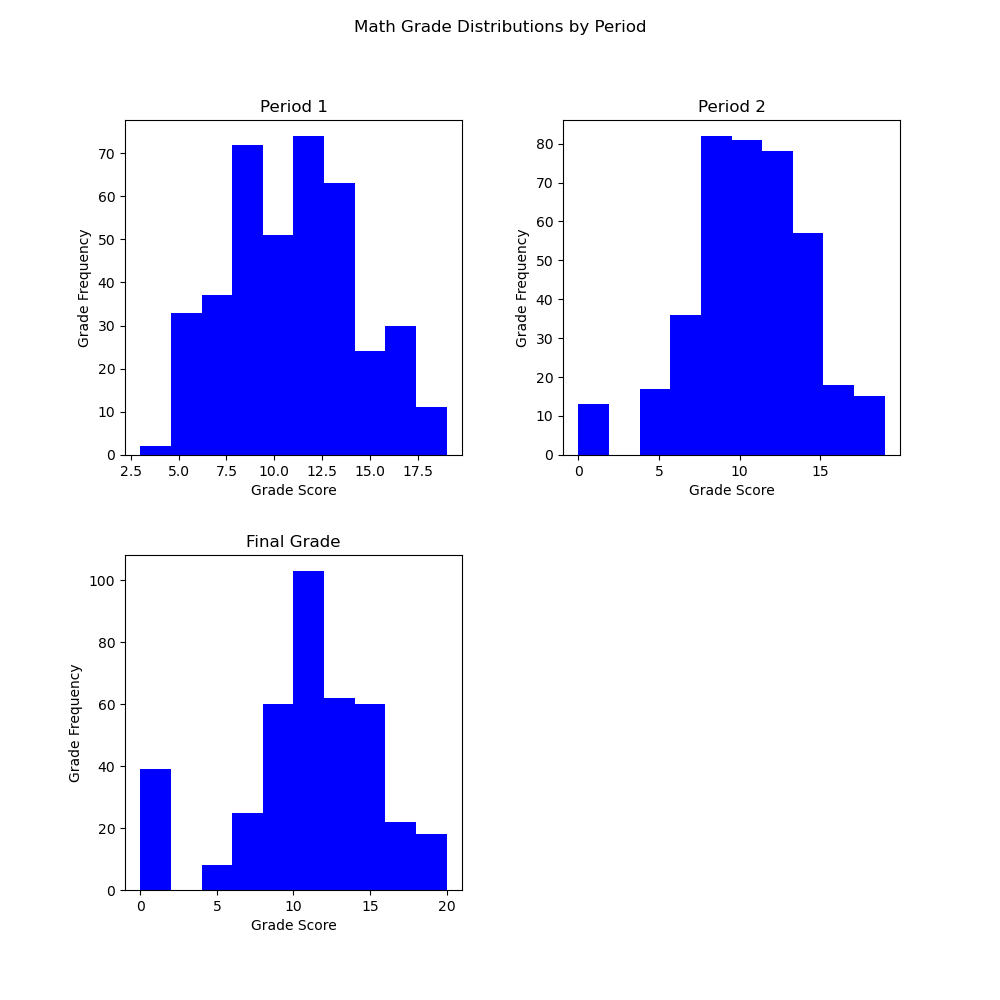 Math Grade Distributions by Period
Period 1
Grade Frequency
70
60
50
40
30
20
10
0
2.5 5.0 7.5 10.0 12.5 15.0 17.5
Grade Score
Period 2
Grade Frequency
80
70
60
50
40
30
20
10
0
0 5 10 15
Grade Score
Final Grade
Grade Frequency
100
80
60
40
20
0
0 5 10 15 20
Grade Score